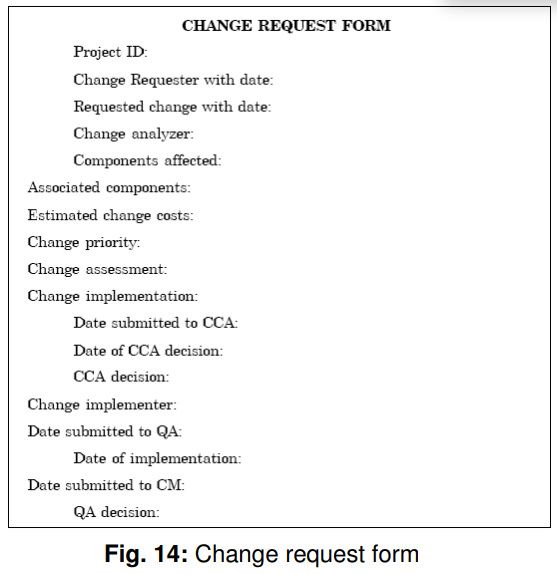 CHANGE REQUEST FORM
Project ID:
Change Requester with date:
Requested change with date:
Change analyzer:
Components affected:
Associated components:
Estimated change costs:
Change priority:
Change assessment:
Change implementation:
Date submitted to CCA:
Date of CCA decision:
CCA decision:
Change implementer:
Date submitted to QA:
Date of implementation:
Date submitted to CM:
QA decision:
Fig. 14: Change request form